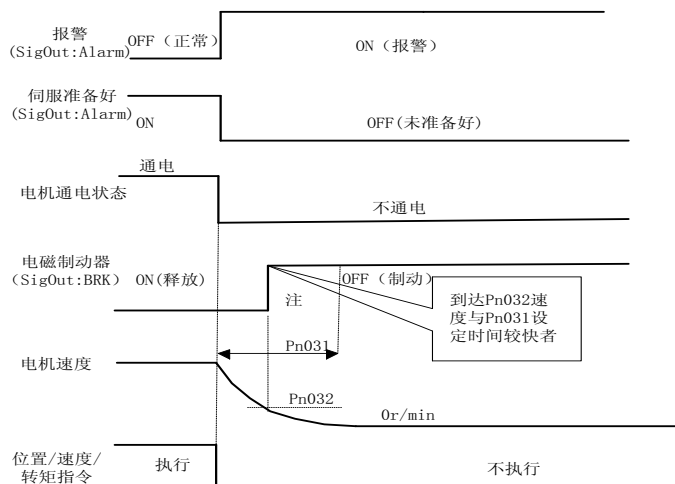 报警
(SigOut:Alarm)
OFF（正常）
ON（报警）
伺服准备好
(SigOut:Alarm)
ON
OFF(未准备好)
通电
电机通电状态
不通电
电磁制动器
(SigOut:BRK)
ON(释放)
OFF（制动）
注
到达Pn032速
度与Pn031设
定时间较快者
Pn031
电机速度
Pn032
0r/min
位置/速度/
转矩指令
执行
不执行